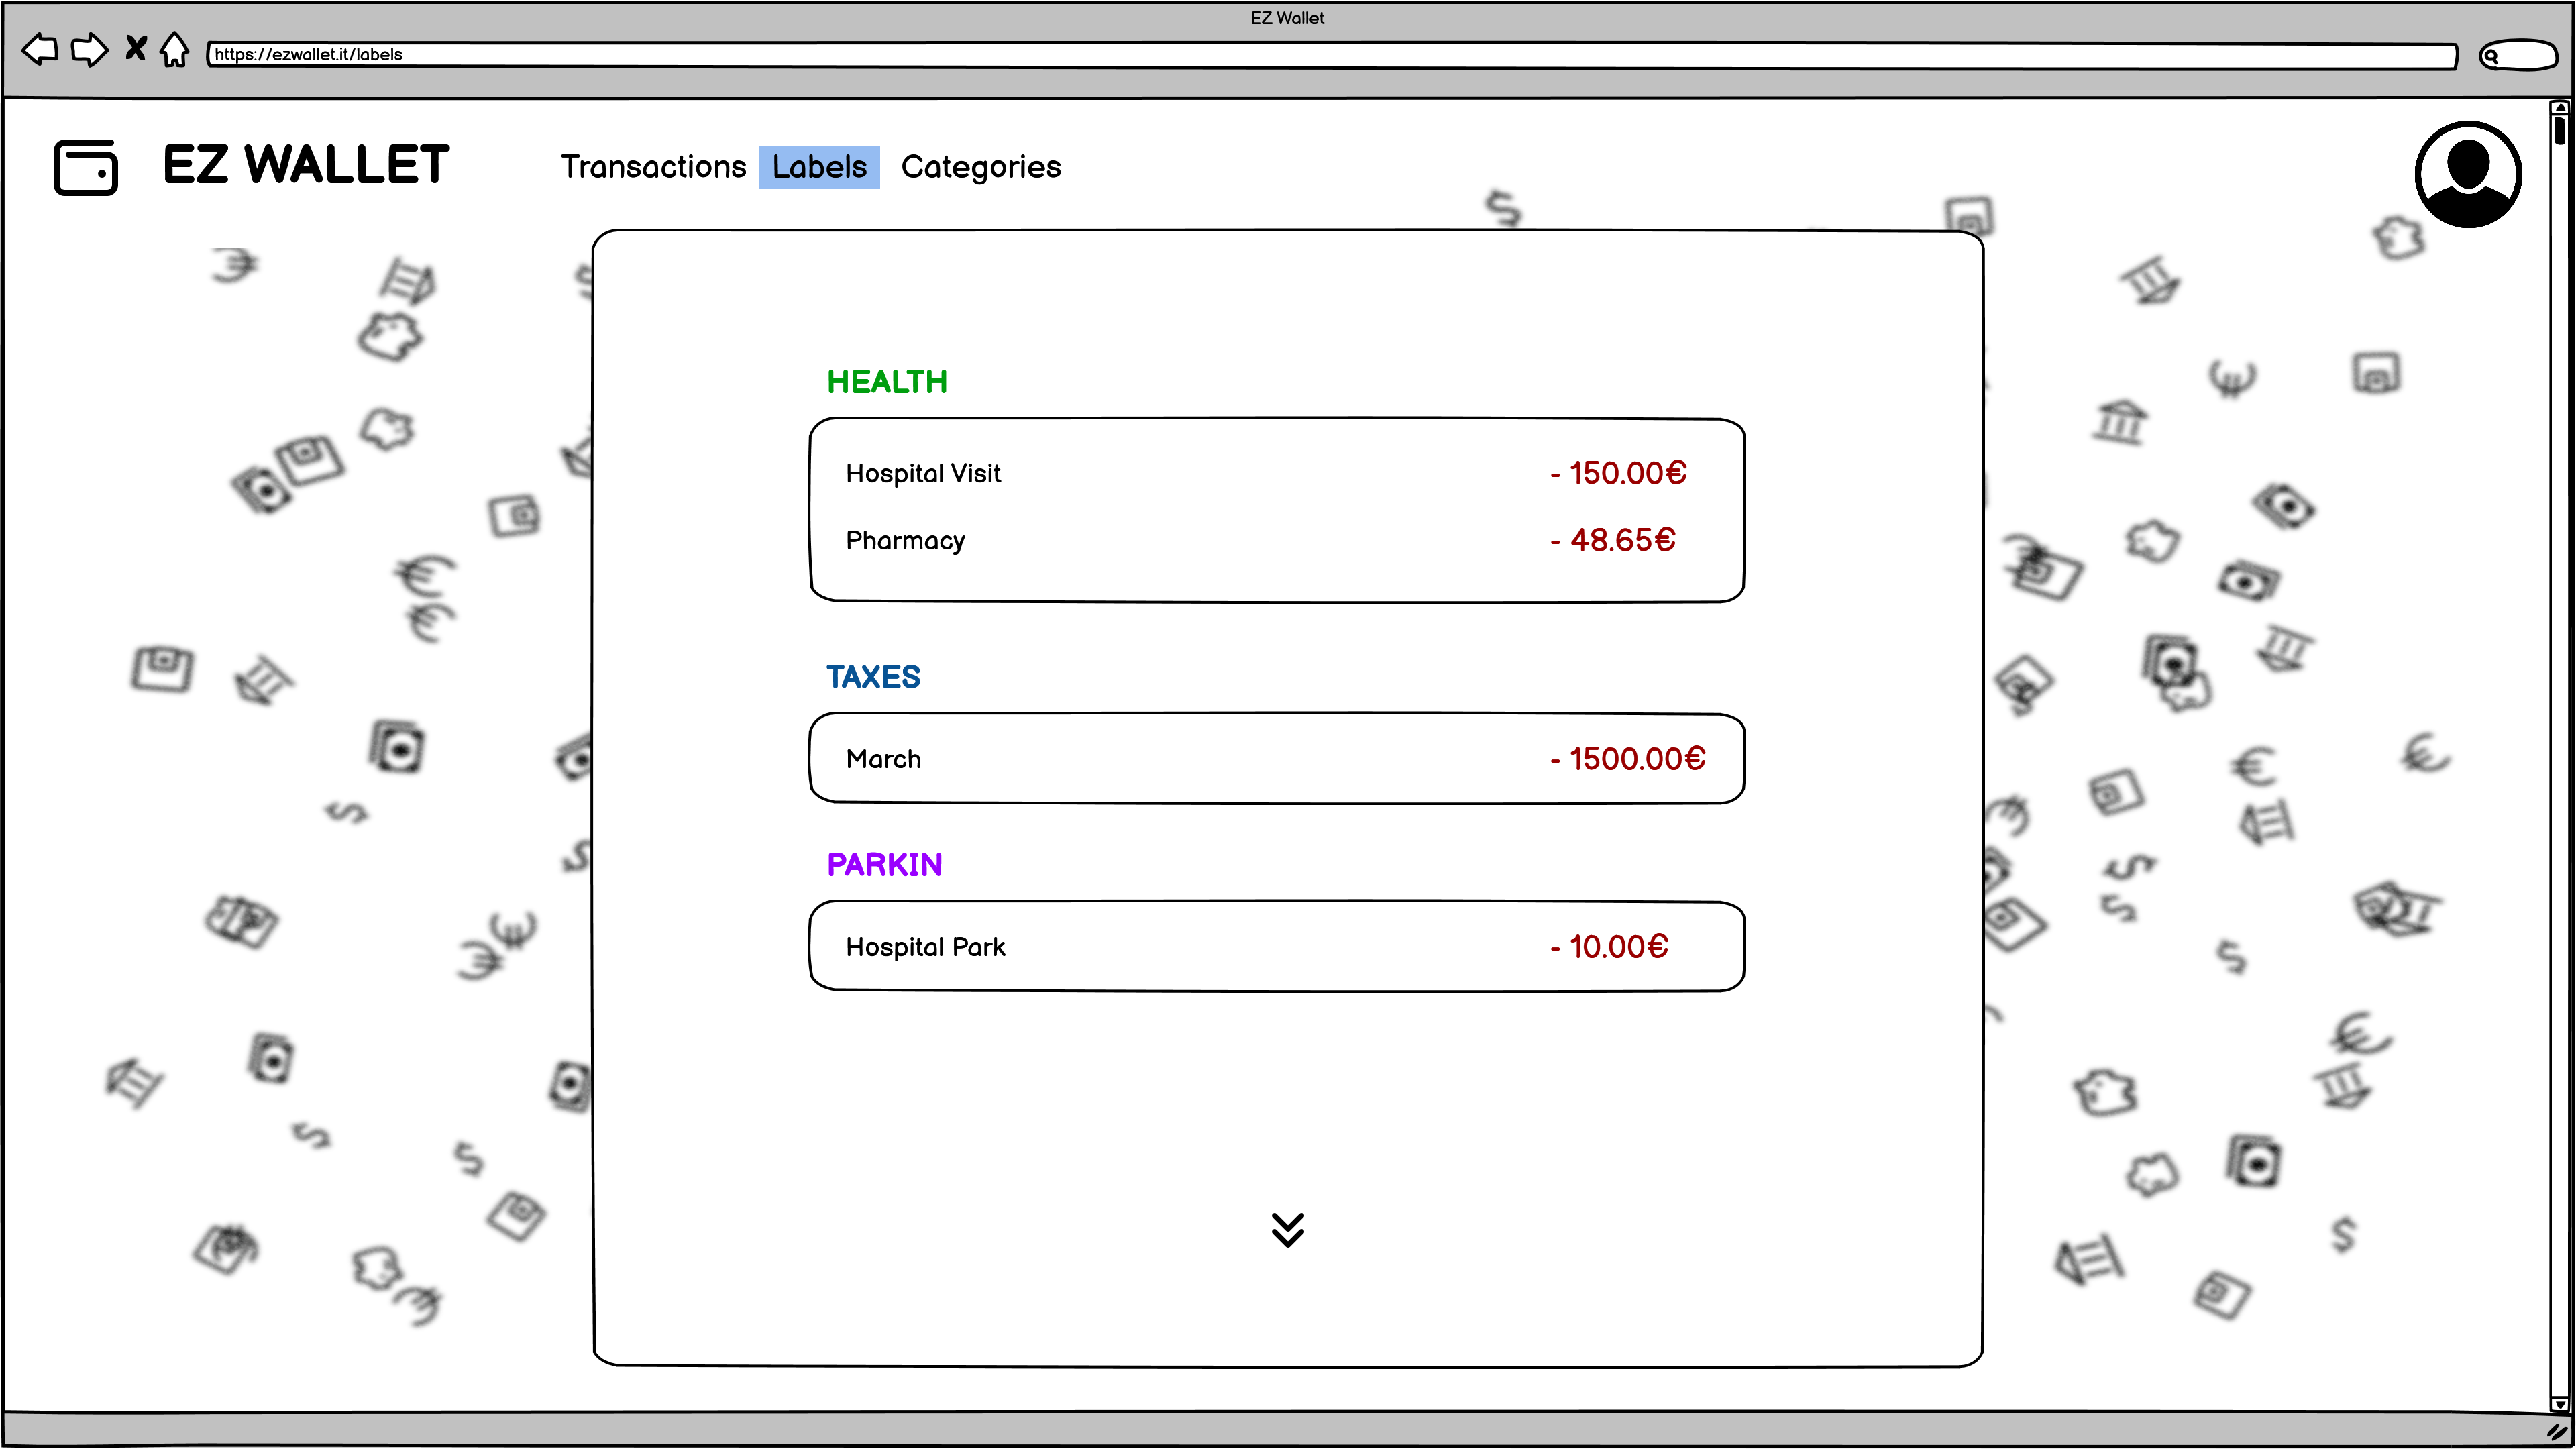 EZ Wallet
https://ezwallet.it/labels
EZ WALLET Transactions Labels Categories
HEALTH
Hospital Visit - 150.00€
Pharmacy - 48.65€
TAXES
March - 1500.00€
PARKIN
Hospital Park - 10.00€